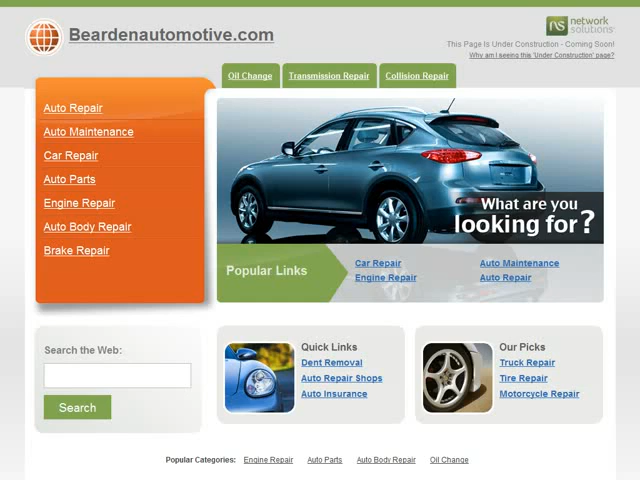 Beardenautomotive.com
ns network solutions
This Page Is Under Construction - Coming Soon!
Why am I seeing this 'Under Construction' page?
Oil Change
Transmission Repair
Collision Repair
Auto Repair
Auto Maintenance
Car Repair
Auto Parts
Engine Repair
Auto Body Repair
Brake Repair
What are you
looking for?
Popular Links
Car Repair
Auto Maintenance
Engine Repair
Auto Repair
Search the Web:
Search
Quick Links
Dent Removal
Auto Repair Shops
Auto Insurance
Our Picks
Truck Repair
Tire Repair
Motorcycle Repair
Popular Categories: Engine Repair Auto Parts Auto Body Repair Oil Change